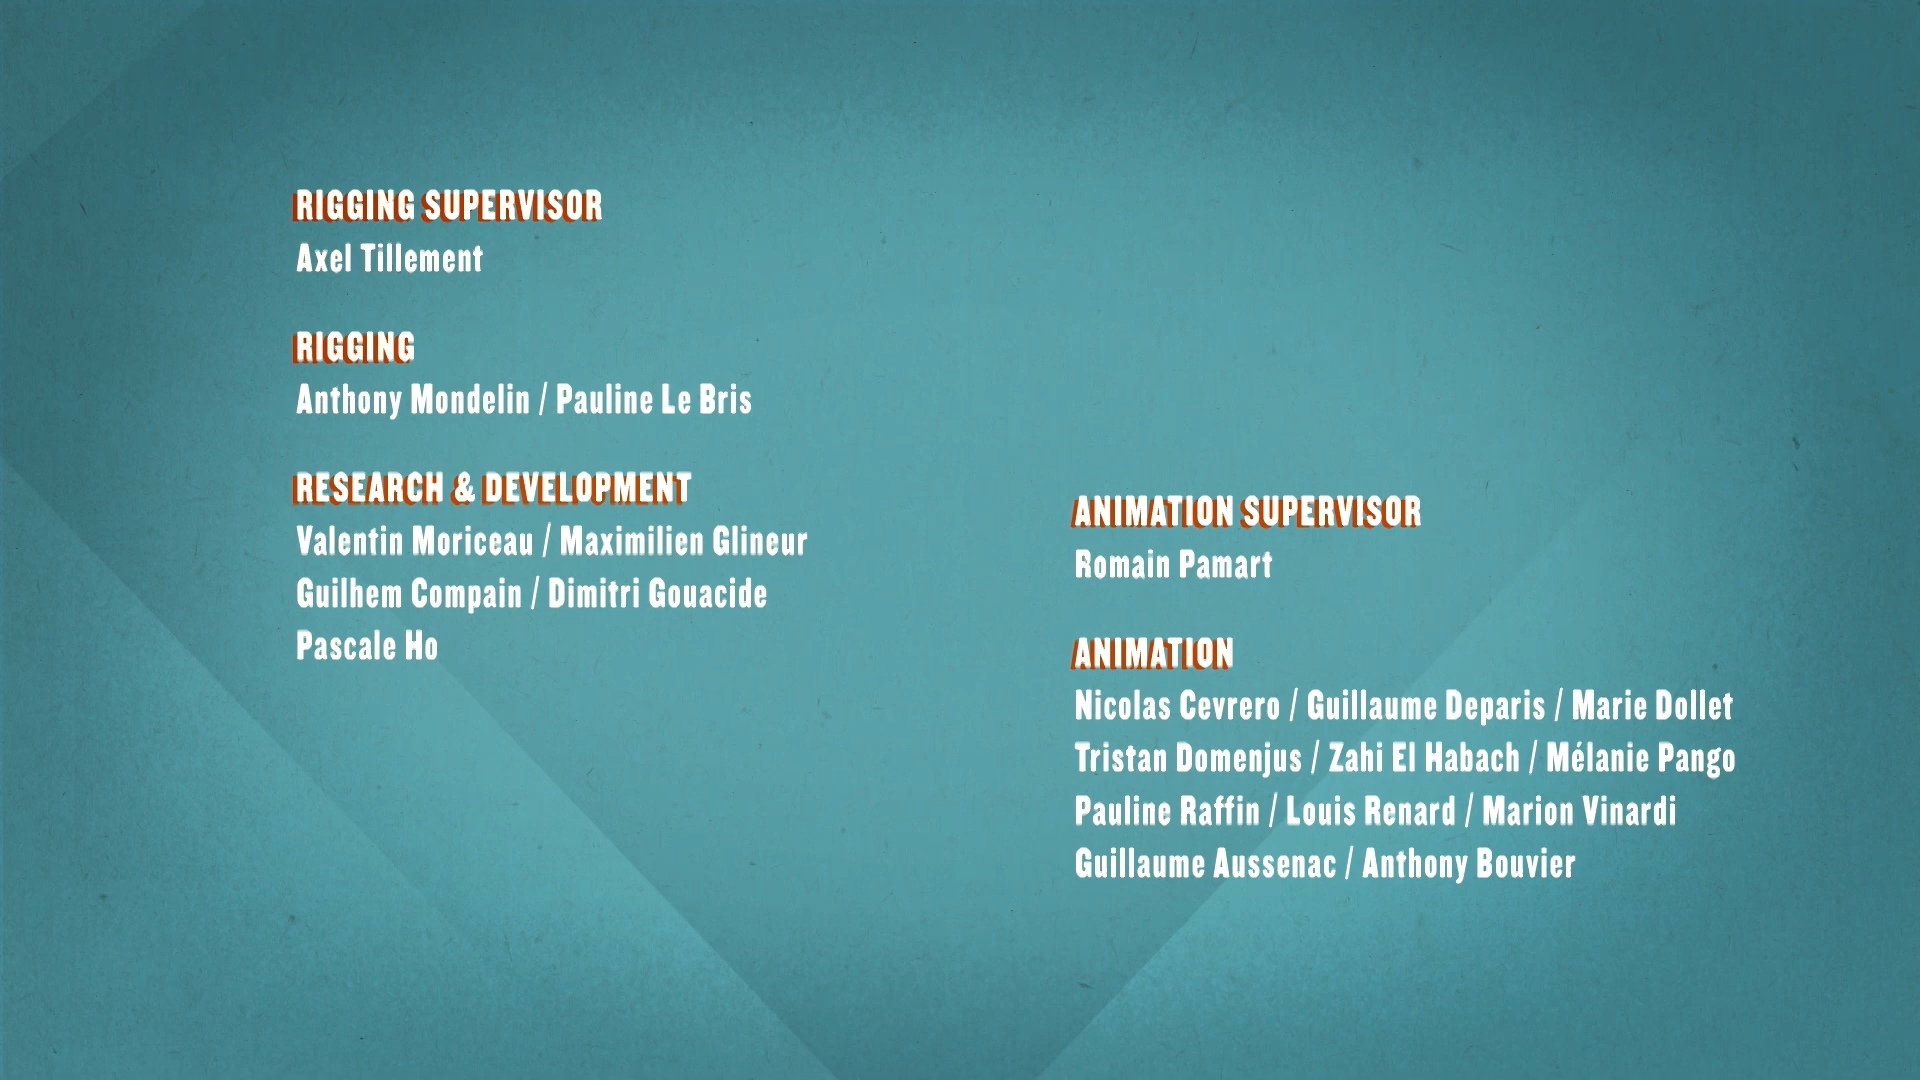 RIGGING SUPERVISOR
Axel Tillement
RIGGING
Anthony Mondelin / Pauline Le Bris
RESEARCH & DEVELOPMENT
Valentin Moriceau / Maximilien Glineur
Guilhem Compain / Dimitri Gouacide
Pascale Ho
ANIMATION SUPERVISOR
Romain Pamart
ANIMATION
Nicolas Cevrero / Guillaume Deparis / Marie Dollet
Tristan Domenjus / Zahi El Habach / Mélanie Pango
Pauline Raffin / Louis Renard / Marion Vinardi
Guillaume Aussenac / Anthony Bouvier